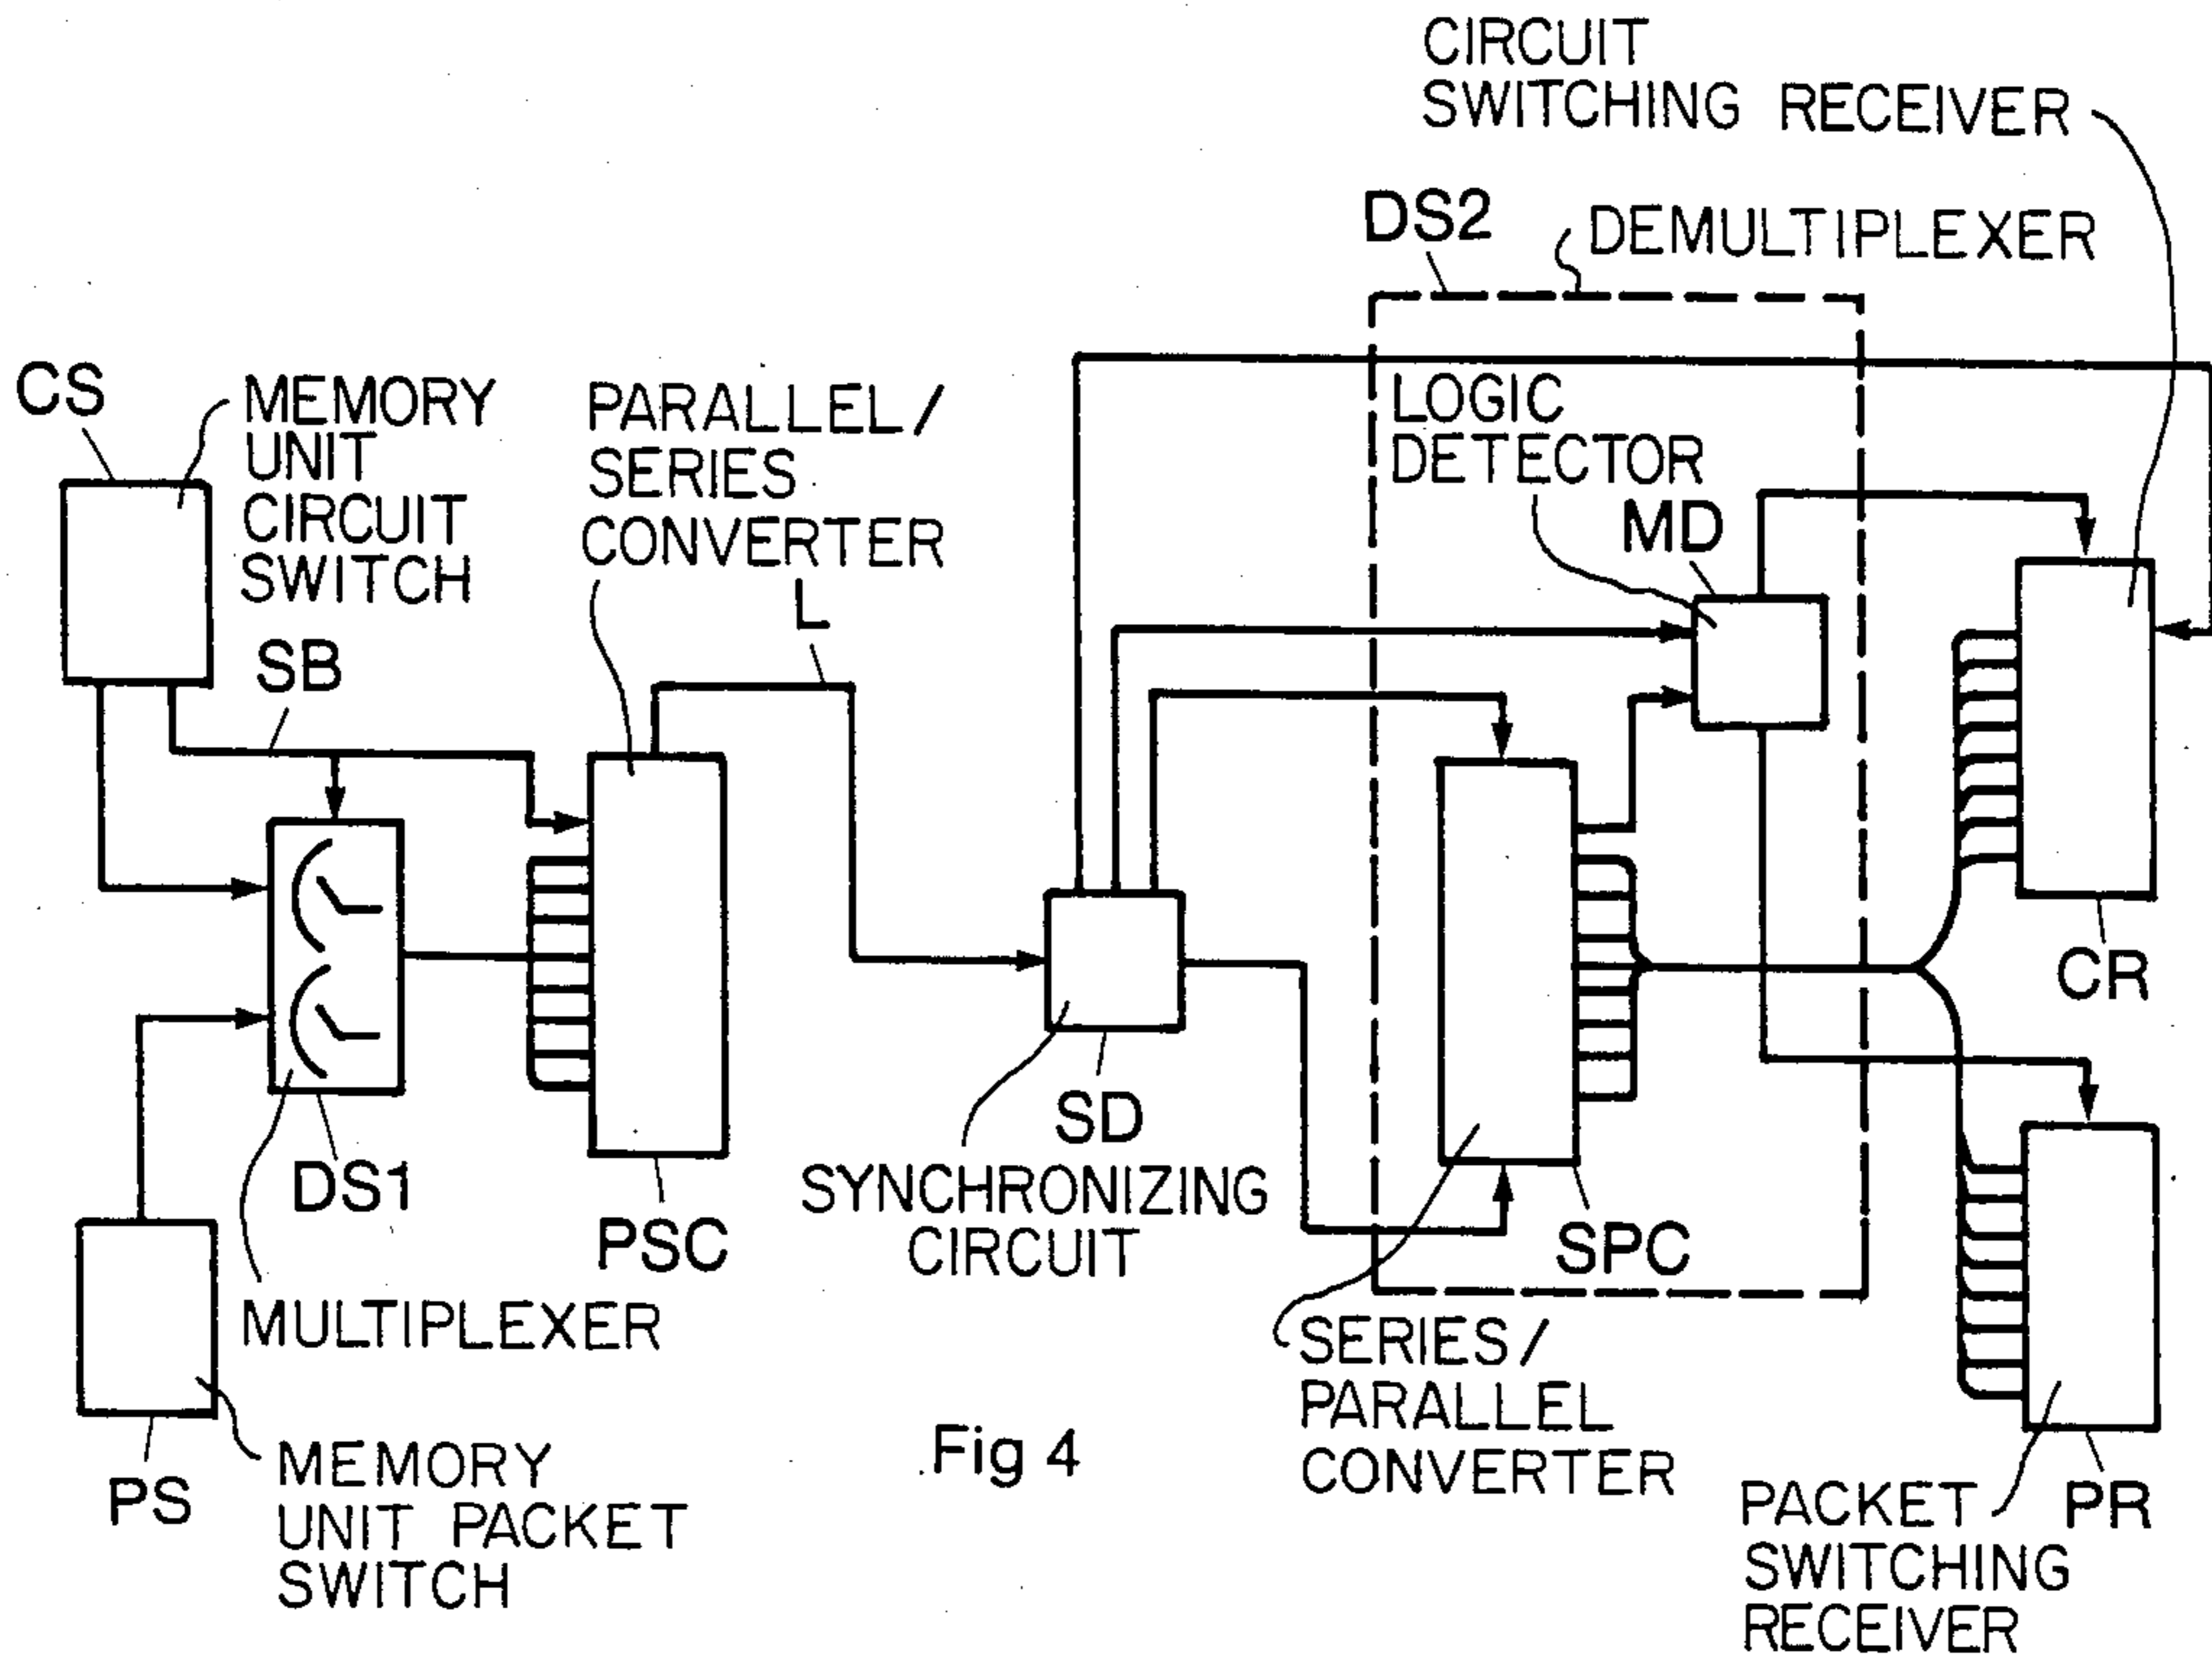 CIRCUIT
SWITCHING RECEIVER
DS2
DEMULTIPLEXER
CS
MEMORY
UNIT
CIRCUIT
SWITCH
PARALLEL/
SERIES
CONVERTER
LOGIC
DETECTOR
MD
L
SB
CR
SD
SYNCHRONIZING
CIRCUIT
DS1
PSC
SPC
MULTIPLEXER
SERIES/
PARALLEL
CONVERTER
PS
MEMORY
UNIT PACKET
SWITCH
Fig 4
PACKET
SWITCHING
RECEIVER
PR